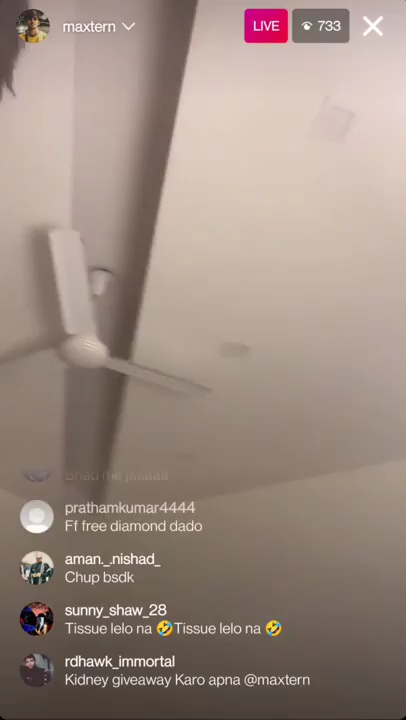 maxtern
LIVE
733
prathamkumar4444
Ff free diamond dado
aman._.nishad_
Chup bsdk
sunny_shaw_28
Tissue lelo na 🤣Tissue lelo na 🤣
rdhawk_immortal
Kidney giveaway Karo apna @maxtern